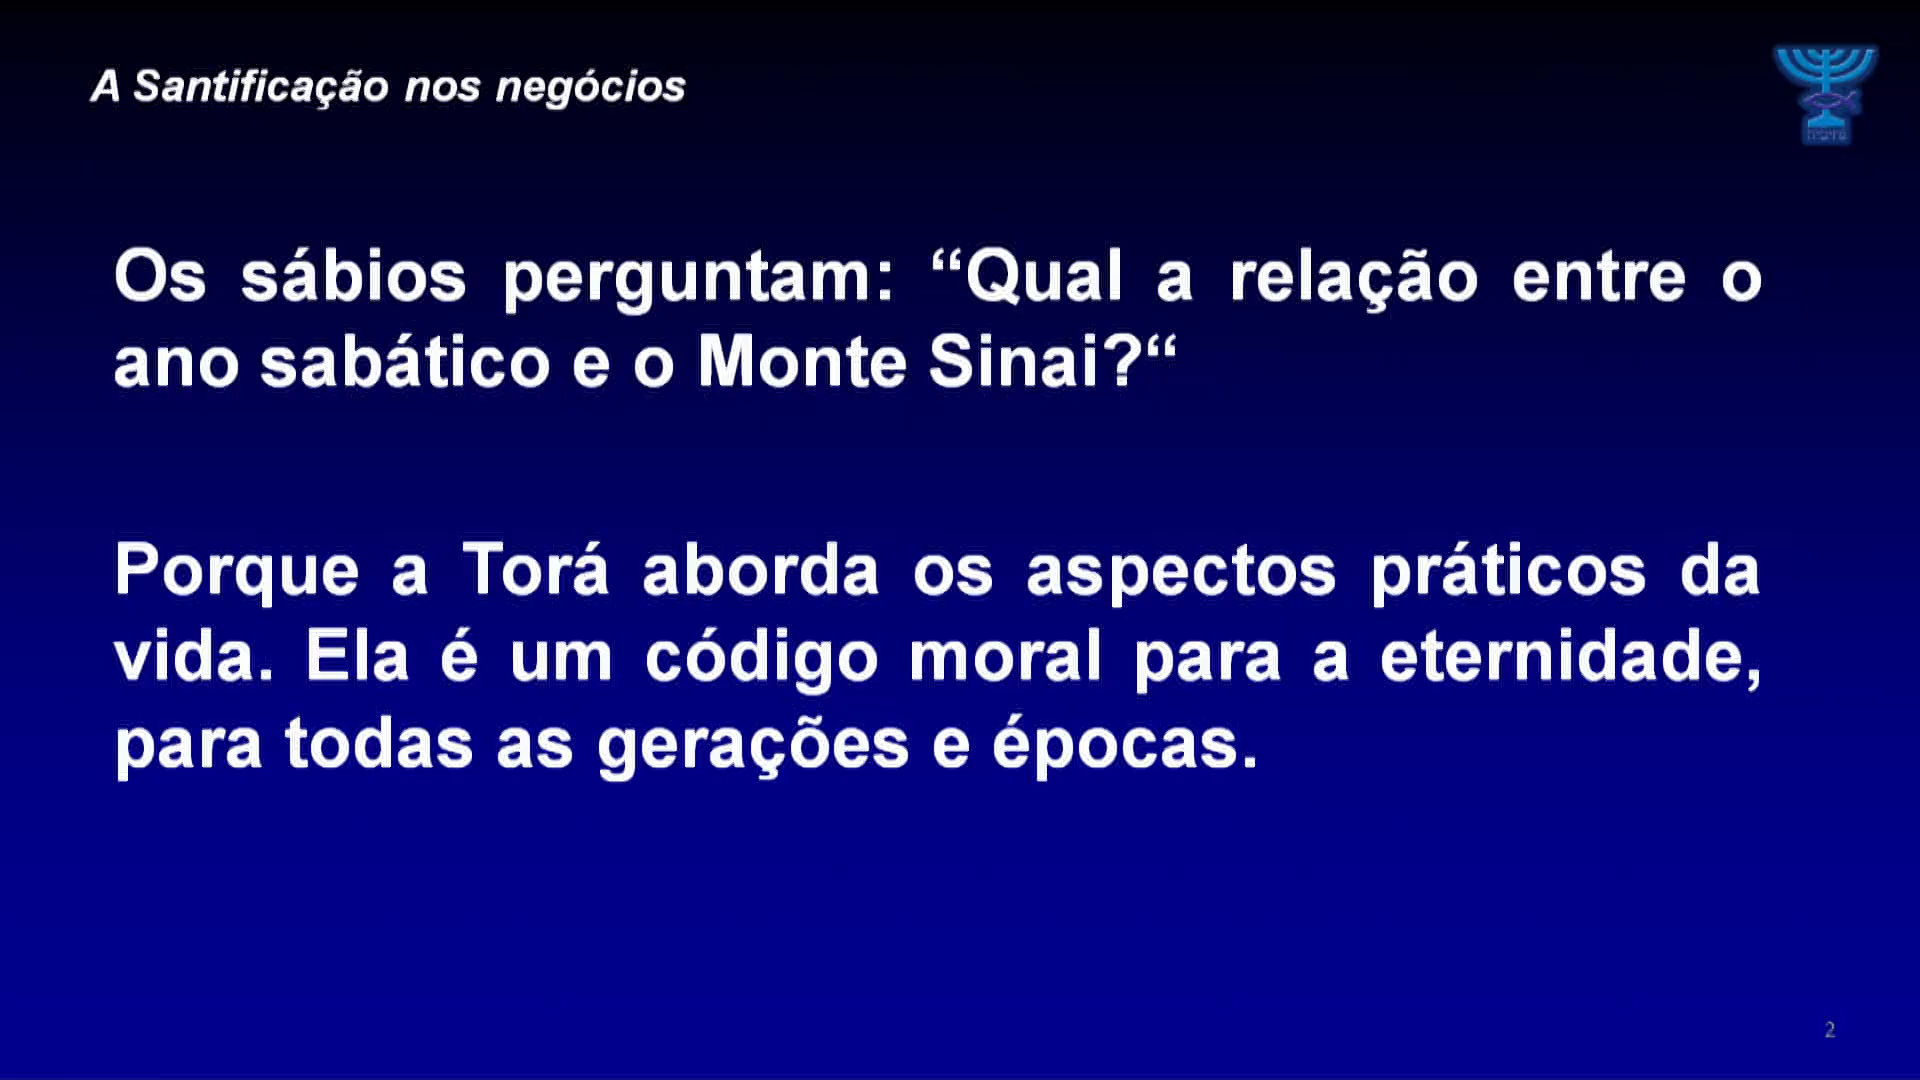 A Santificação nos negócios
Os sábios perguntam: “Qual a relação entre o
ano sabático e o Monte Sinai?“
Porque a Torá aborda os aspectos práticos da
vida. Ela é um código moral para a eternidade,
para todas as gerações e épocas.
2